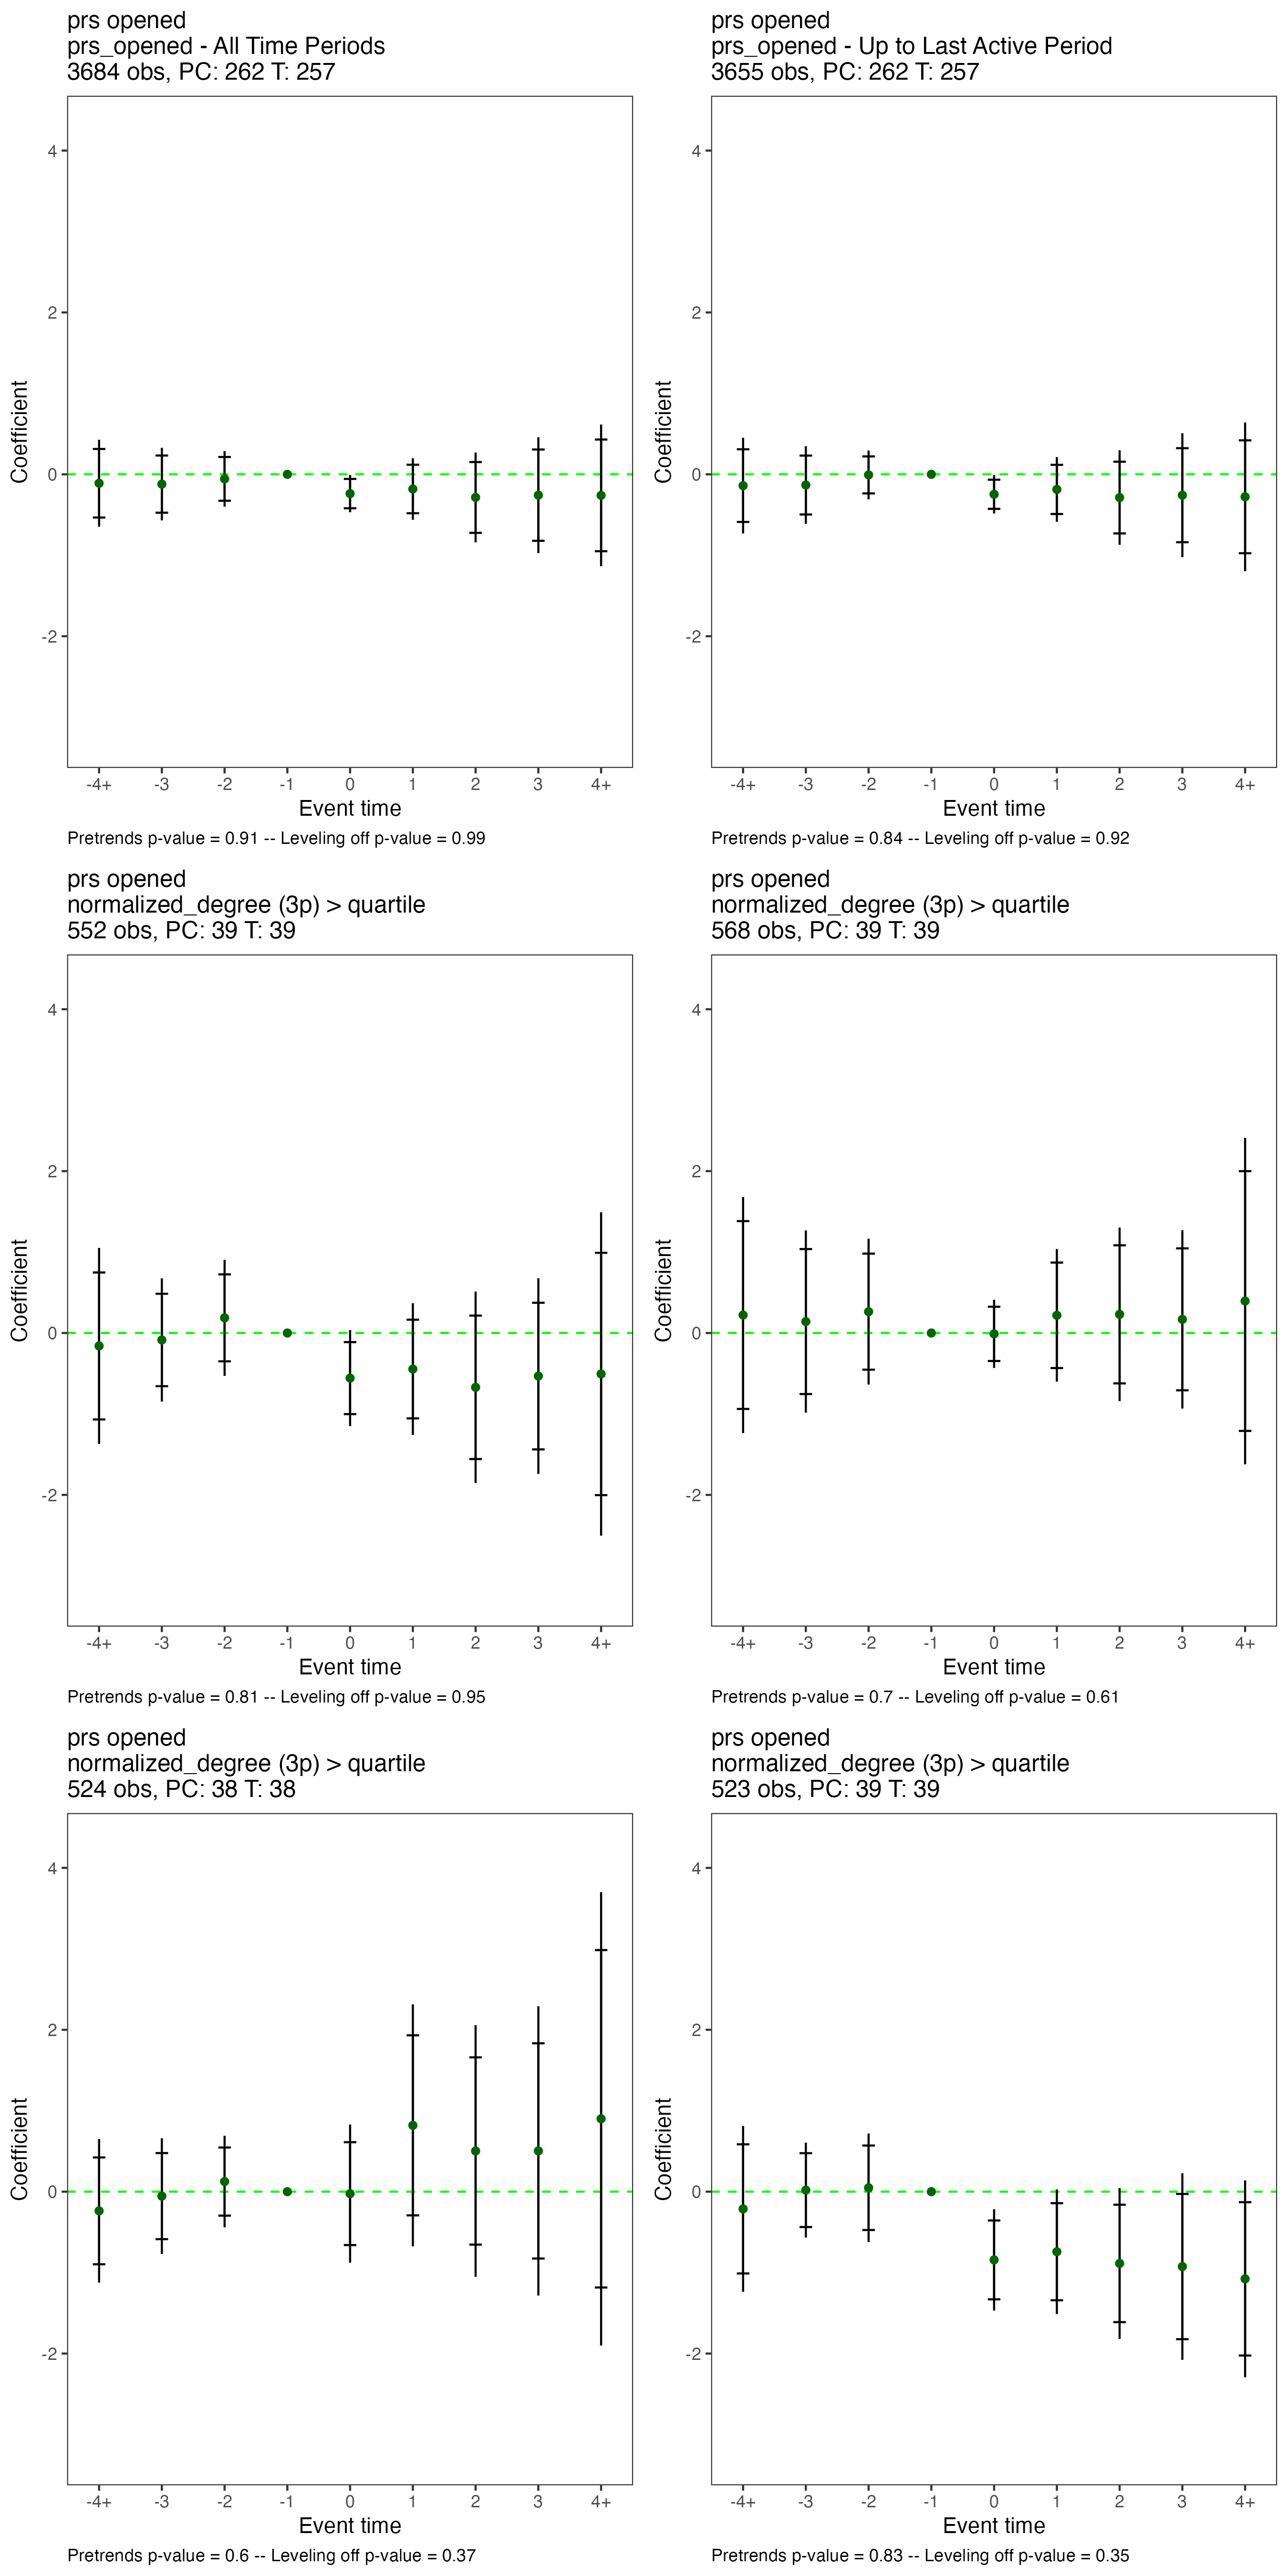 prs opened
prs_opened - All Time Periods
3684 obs, PC: 262 T: 257
4
2
0
-2
Coefficient
-4+ -3 -2 -1 0 1 2 3 4+
Event time
Pretrends p-value = 0.91 -- Leveling off p-value = 0.99
prs opened
prs_opened - Up to Last Active Period
3655 obs, PC: 262 T: 257
4
2
0
-2
Coefficient
-4+ -3 -2 -1 0 1 2 3 4+
Event time
Pretrends p-value = 0.84 -- Leveling off p-value = 0.92
prs opened
normalized_degree (3p) > quartile
552 obs, PC: 39 T: 39
4
2
0
-2
Coefficient
-4+ -3 -2 -1 0 1 2 3 4+
Event time
Pretrends p-value = 0.81 -- Leveling off p-value = 0.95
prs opened
normalized_degree (3p) > quartile
568 obs, PC: 39 T: 39
4
2
0
-2
Coefficient
-4+ -3 -2 -1 0 1 2 3 4+
Event time
Pretrends p-value = 0.7 -- Leveling off p-value = 0.61
prs opened
normalized_degree (3p) > quartile
524 obs, PC: 38 T: 38
4
2
0
-2
Coefficient
-4+ -3 -2 -1 0 1 2 3 4+
Event time
Pretrends p-value = 0.6 -- Leveling off p-value = 0.37
prs opened
normalized_degree (3p) > quartile
523 obs, PC: 39 T: 39
4
2
0
-2
Coefficient
-4+ -3 -2 -1 0 1 2 3 4+
Event time
Pretrends p-value = 0.83 -- Leveling off p-value = 0.35